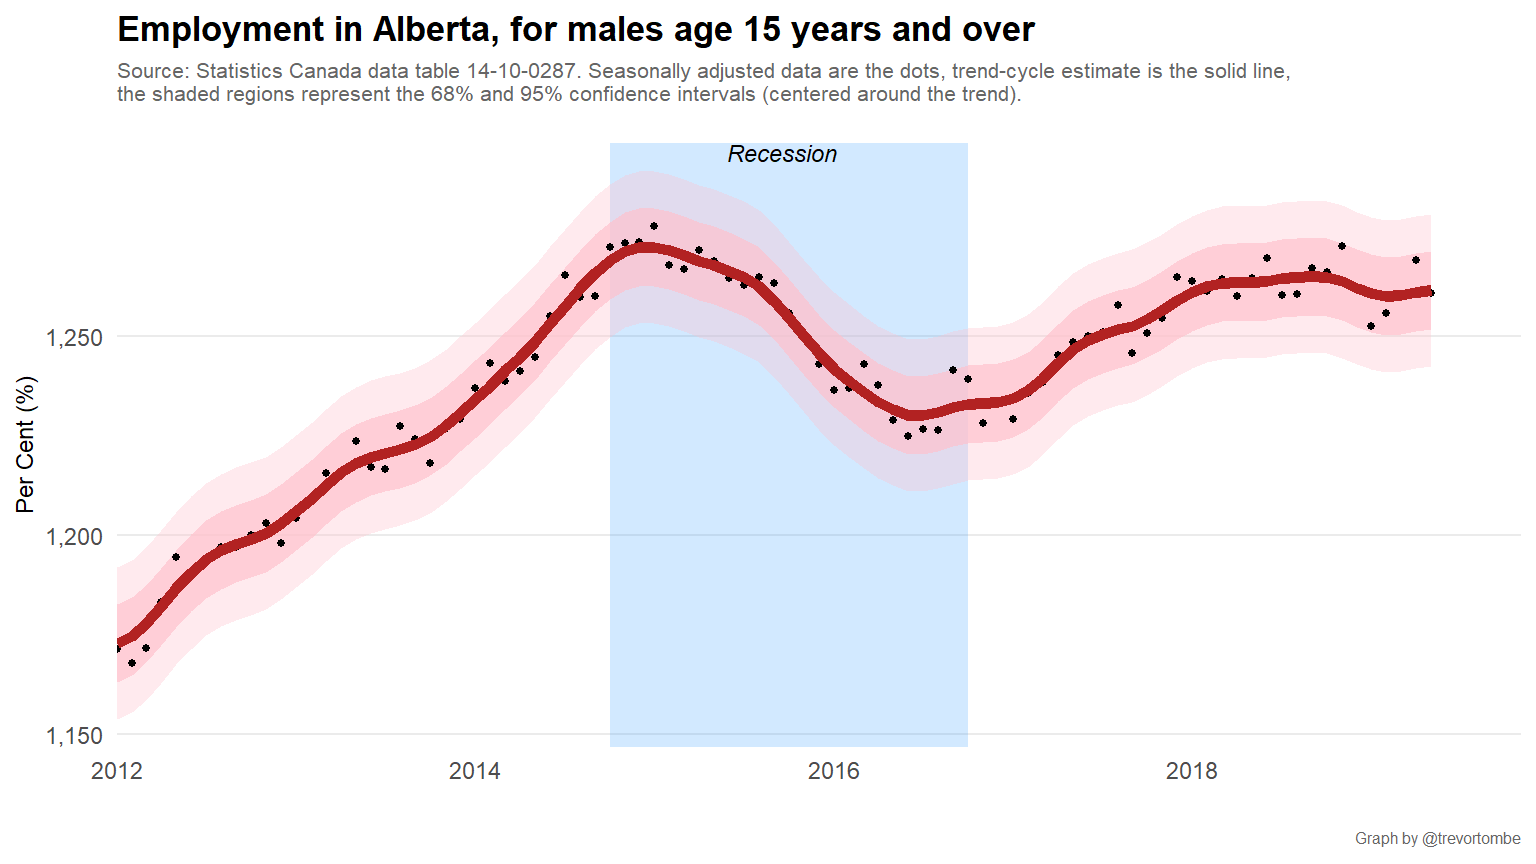 Employment in Alberta, for males age 15 years and over
Source: Statistics Canada data table 14-10-0287. Seasonally adjusted data are the dots, trend-cycle estimate is the solid line,
the shaded regions represent the 68% and 95% confidence intervals (centered around the trend).
Recession
Per Cent (%)
1,250
1,200
1,150
2012 2014 2016 2018
Graph by @trevortombe